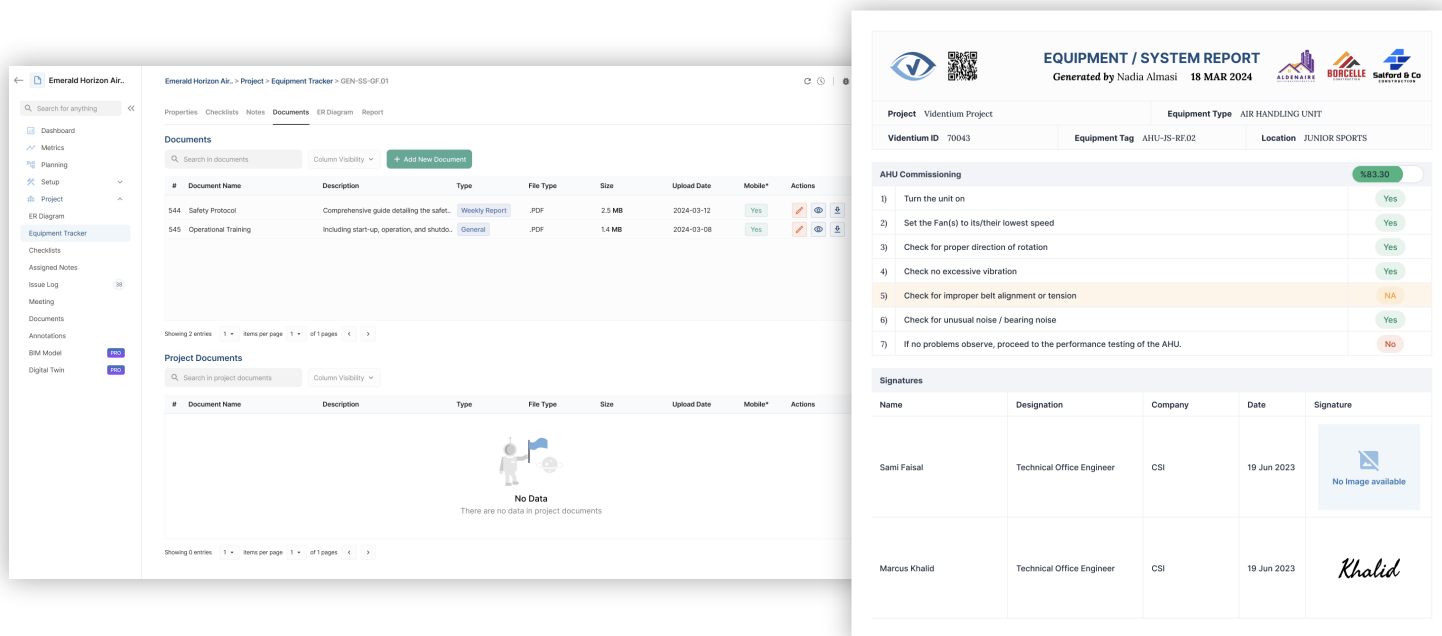 Emerald Horizon Air..
Search for anything
Dashboard
Metrics
Planning
Setup
Project
ER Diagram
Equipment Tracker
Checklists
Assigned Notes
Issue Log 38
Meeting
Documents
Annotations
BIM Model PRO
Digital Twin PRO
Emerald Horizon Air.. > Project > Equipment Tracker > GEN-SS-GF.01
Properties Checklists Notes Documents ER Diagram Report
Documents
Search in documents Column Visibility + Add New Document
# Document Name Description Type File Type Size Upload Date Mobile* Actions
544 Safety Protocol Comprehensive guide detailing the safet.. Weekly Report .PDF 2.5 MB 2024-03-12 Yes
545 Operational Training Including start-up, operation, and shutdo.. General .PDF 1.4 MB 2024-03-08 Yes
Showing 2 entries 1 items per page 1 of 1 pages < >
Project Documents
Search in project documents Column Visibility
# Document Name Description Type File Type Size Upload Date Mobile* Actions
No Data
There are no data in project documents
Showing 0 entries 1 items per page 1 of 1 pages < >
EQUIPMENT / SYSTEM REPORT
Generated by Nadia Almasi 18 MAR 2024
ALDENAIRE
BORCELLE
CONSTRUCTION
Salford & Co
CONSTRUCTION
Project Videntium Project Equipment Type AIR HANDLING UNIT
Videntium ID 70043 Equipment Tag AHU-JS-RF.02 Location JUNIOR SPORTS
AHU Commissioning %83.30
1) Turn the unit on Yes
2) Set the Fan(s) to its/their lowest speed Yes
3) Check for proper direction of rotation Yes
4) Check no excessive vibration Yes
5) Check for improper belt alignment or tension NA
6) Check for unusual noise / bearing noise Yes
7) If no problems observe, proceed to the performance testing of the AHU. No
Signatures
Name Designation Company Date Signature
Sami Faisal Technical Office Engineer CSI 19 Jun 2023 No Image available
Marcus Khalid Technical Office Engineer CSI 19 Jun 2023 Khalid